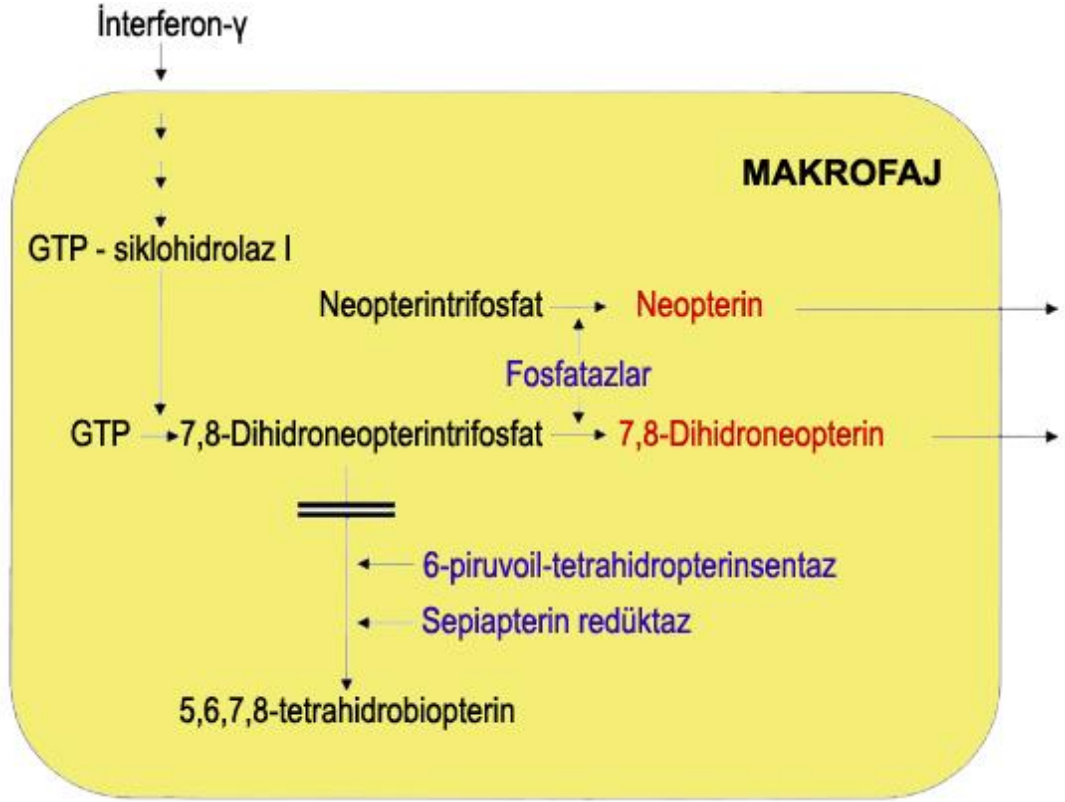 İnterferon-γ
MAKROFAJ
GTP - siklohidrolaz I
Neopterintrifosfat Neopterin
Fosfatazlar
GTP 7,8-Dihidroneopterintrifosfat 7,8-Dihidroneopterin
6-piruvoil-tetrahidropterinsentaz
Sepiapterin redüktaz
5,6,7,8-tetrahidrobiopterin